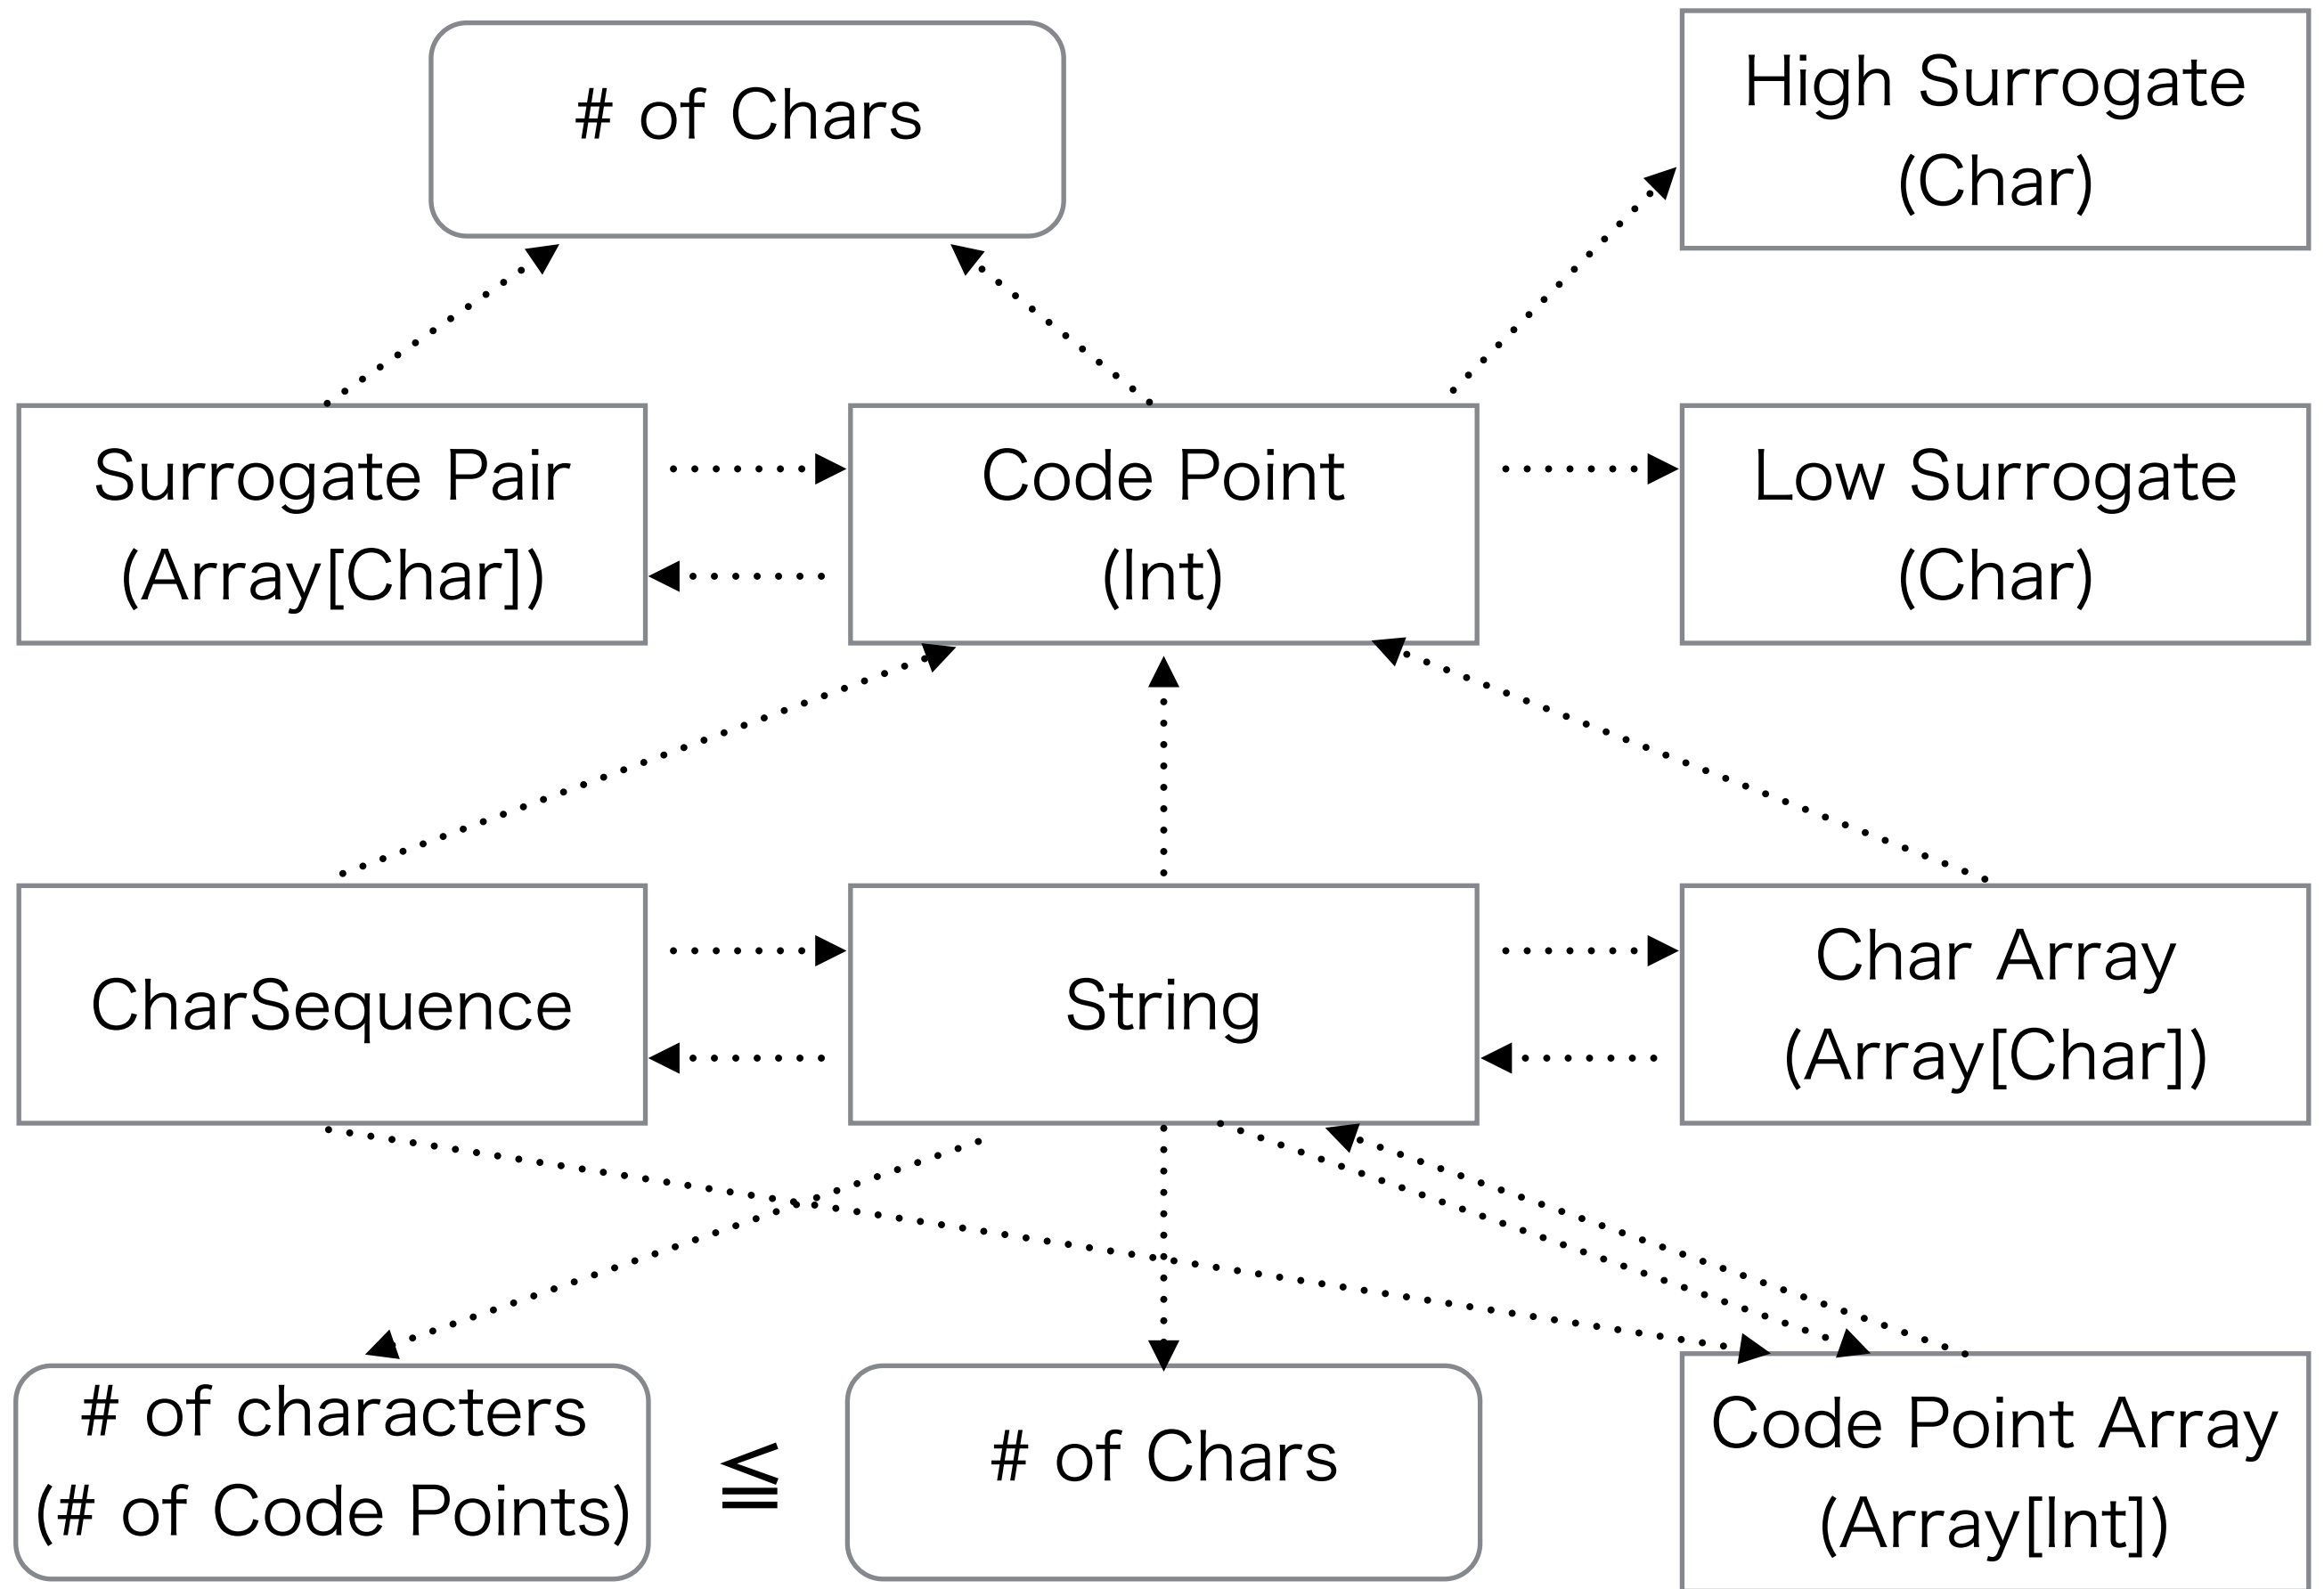 # of Chars
High Surrogate
(Char)
Surrogate Pair
(Array[Char])
Code Point
(Int)
Low Surrogate
(Char)
CharSequence
String
Char Array
(Array[Char])
# of characters
(# of Code Points)
≦
# of Chars
Code Point Array
(Array[Int])